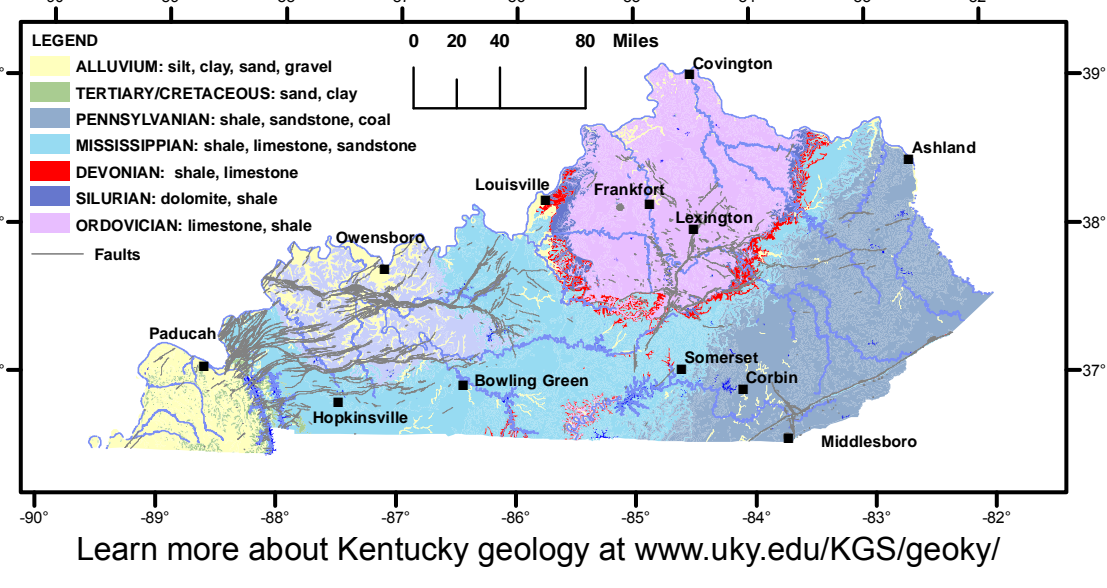 LEGEND
ALLUVIUM: silt, clay, sand, gravel
TERTIARY/CRETACEOUS: sand, clay
PENNSYLVANIAN: shale, sandstone, coal
MISSISSIPPIAN: shale, limestone, sandstone
DEVONIAN: shale, limestone
SILURIAN: dolomite, shale
ORDOVICIAN: limestone, shale
Faults
0 20 40 80 Miles
Covington
39°
Ashland
Louisville
Frankfort
Lexington
38°
Owensboro
Paducah
Somerset
37°
Bowling Green
Corbin
Hopkinsville
Middlesboro
-90° -89° -88° -87° -86° -85° -84° -83° -82°
Learn more about Kentucky geology at www.uky.edu/KGS/geoky/